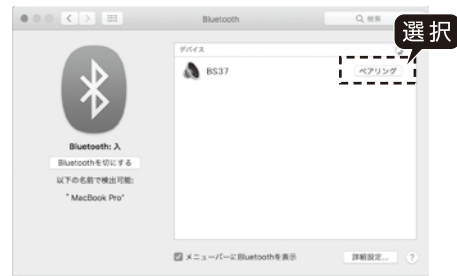 Bluetooth
検索
選択
デバイス
BS37
ペアリング
Bluetooth: 入
Bluetoothを切にする
以下の名前で検出可能:
“ MacBook Pro”
メニューバーにBluetoothを表示
詳細設定...
?